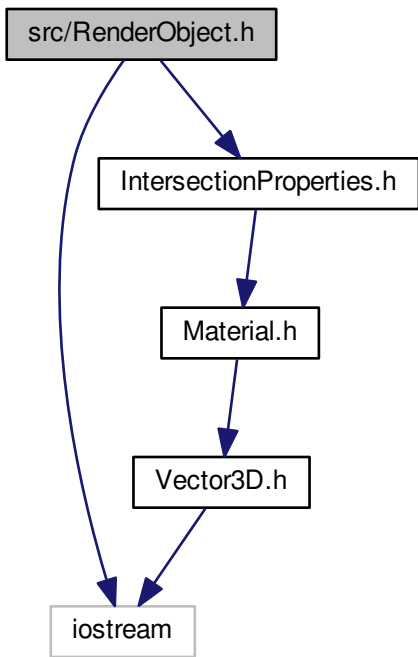 src/RenderObject.h
IntersectionProperties.h
Material.h
Vector3D.h
iostream